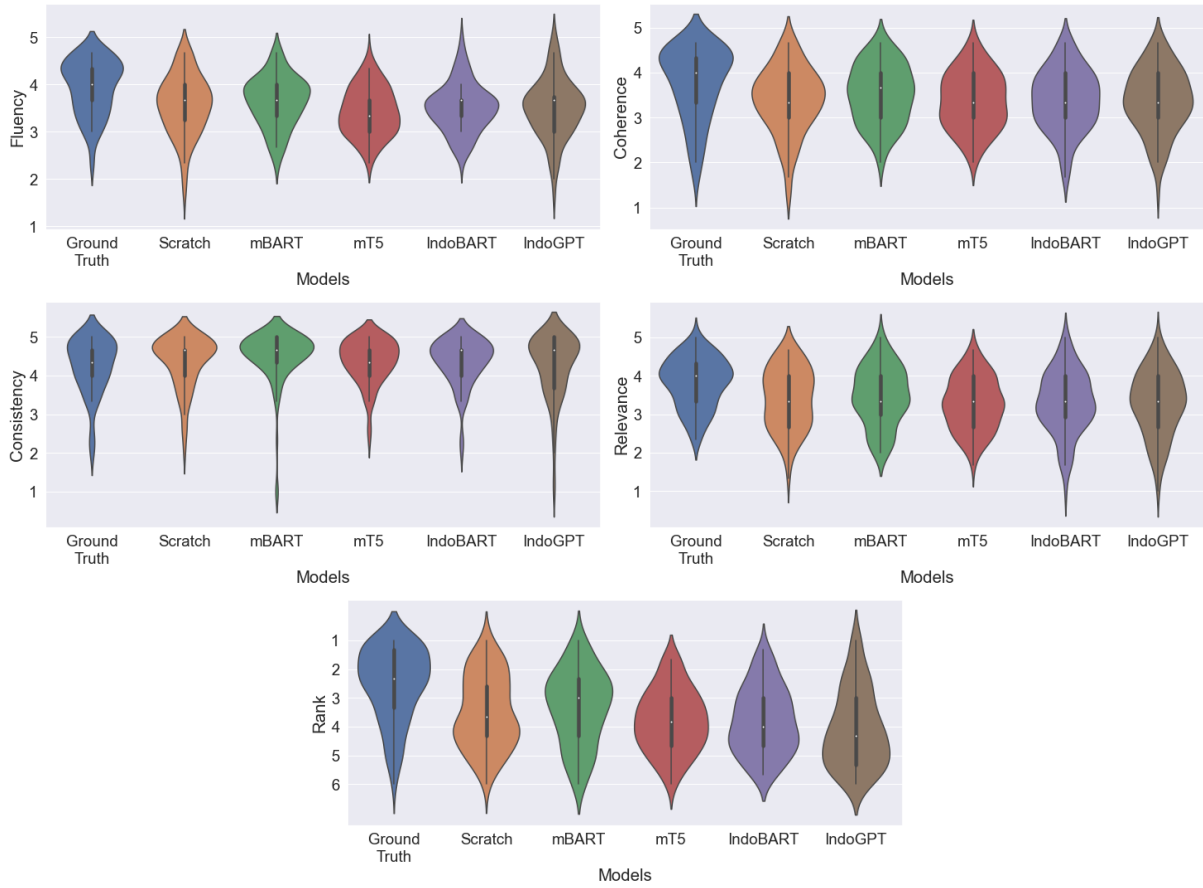 Fluency
5
4
3
2
1
Ground Truth
Scratch
mBART
mT5
IndoBART
IndoGPT
Models
Coherence
5
4
3
2
1
Ground Truth
Scratch
mBART
mT5
IndoBART
IndoGPT
Models
Consistency
5
4
3
2
1
Ground Truth
Scratch
mBART
mT5
IndoBART
IndoGPT
Models
Relevance
5
4
3
2
1
Ground Truth
Scratch
mBART
mT5
IndoBART
IndoGPT
Models
Rank
1
2
3
4
5
6
Ground Truth
Scratch
mBART
mT5
IndoBART
IndoGPT
Models